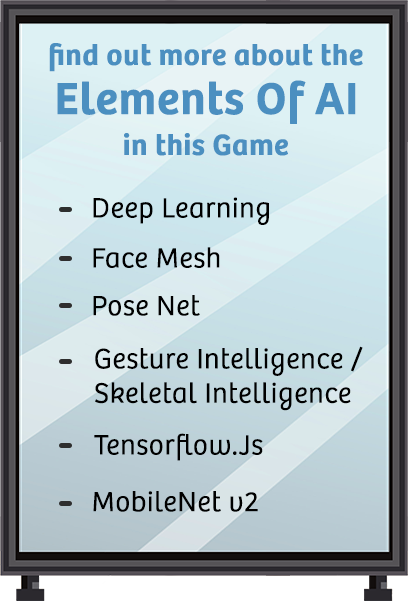 find out more about the
Elements Of AI
in this Game
- Deep Learning
- Face Mesh
- Pose Net
- Gesture Intelligence /
Skeletal Intelligence
- Tensorflow.Js
- MobileNet v2